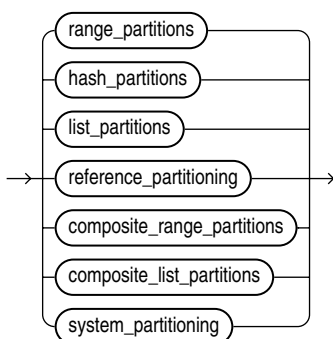 range_partitions
hash_partitions
list_partitions
reference_partitioning
composite_range_partitions
composite_list_partitions
system_partitioning